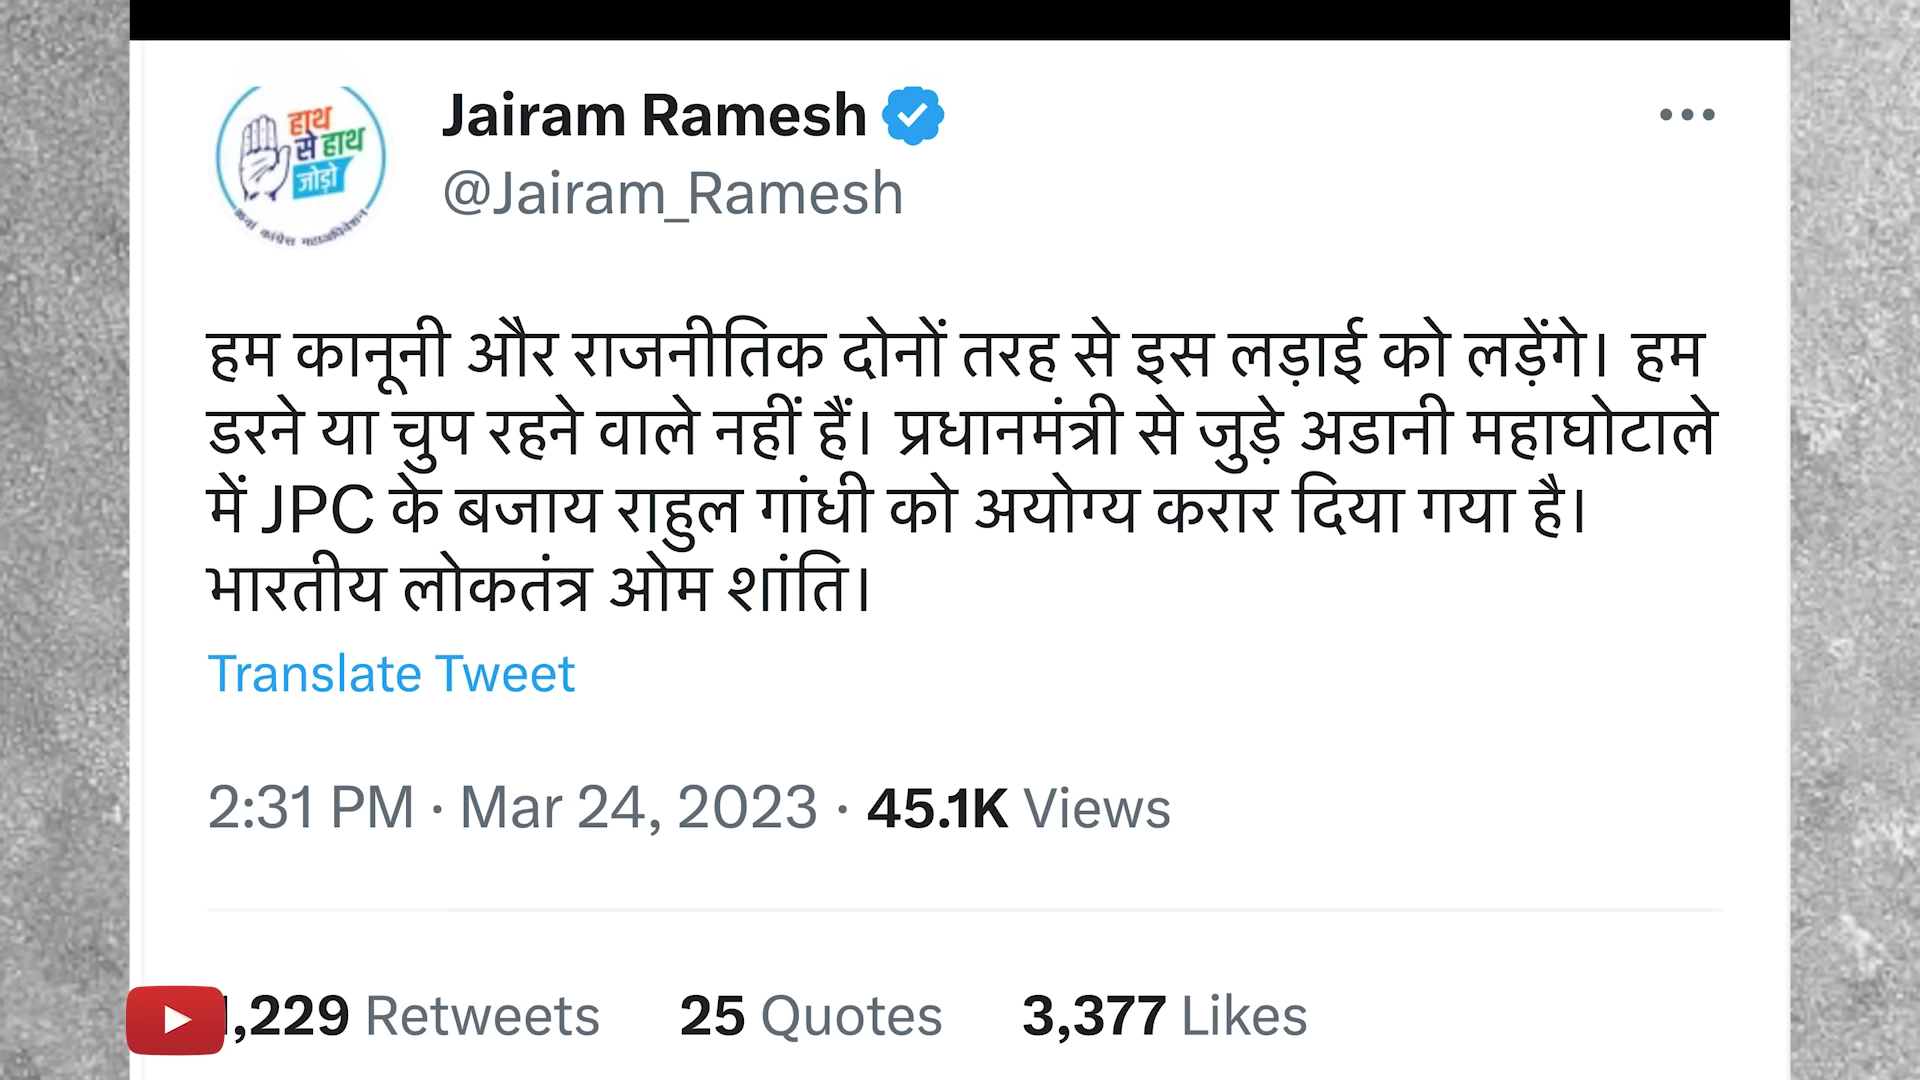 हाथ
से हाथ
जोड़ो
Jairam Ramesh
@Jairam_Ramesh
हम कानूनी और राजनीतिक दोनों तरह से इस लड़ाई को लड़ेंगे। हम
डरने या चुप रहने वाले नहीं हैं। प्रधानमंत्री से जुड़े अडानी महाघोटाले
में JPC के बजाय राहुल गांधी को अयोग्य करार दिया गया है।
भारतीय लोकतंत्र ओम शांति।
Translate Tweet
2:31 PM · Mar 24, 2023 · 45.1K Views
,229 Retweets 25 Quotes 3,377 Likes